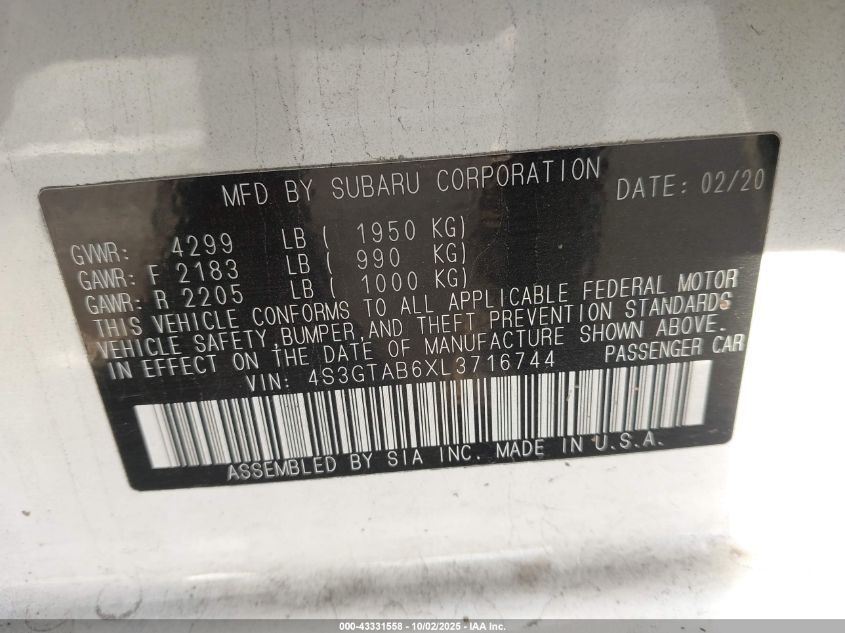 MFD BY SUBARU CORPORATION DATE: 02/20
GVWR: 4299 LB ( 1950 KG)
GAWR: F 2183 LB ( 990 KG)
GAWR: R 2205 LB ( 1000 KG)
THIS VEHICLE CONFORMS TO ALL APPLICABLE FEDERAL MOTOR
VEHICLE SAFETY,BUMPER,AND THEFT PREVENTION STANDARDS
IN EFFECT ON THE DATE OF MANUFACTURE SHOWN ABOVE.
VIN: 4S3GTAB6XL3716744 PASSENGER CAR
ASSEMBLED BY SIA INC. MADE IN U.S.A.
000-43331558 - 10/02/2025 - IAA Inc.